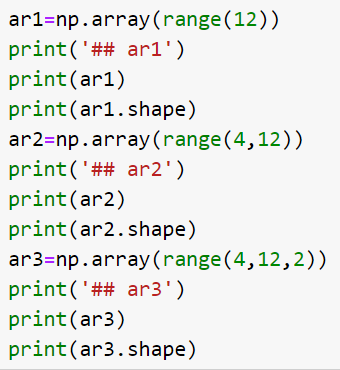 ar1=np.array(range(12))
print('## ar1')
print(ar1)
print(ar1.shape)
ar2=np.array(range(4,12))
print('## ar2')
print(ar2)
print(ar2.shape)
ar3=np.array(range(4,12,2))
print('## ar3')
print(ar3)
print(ar3.shape)